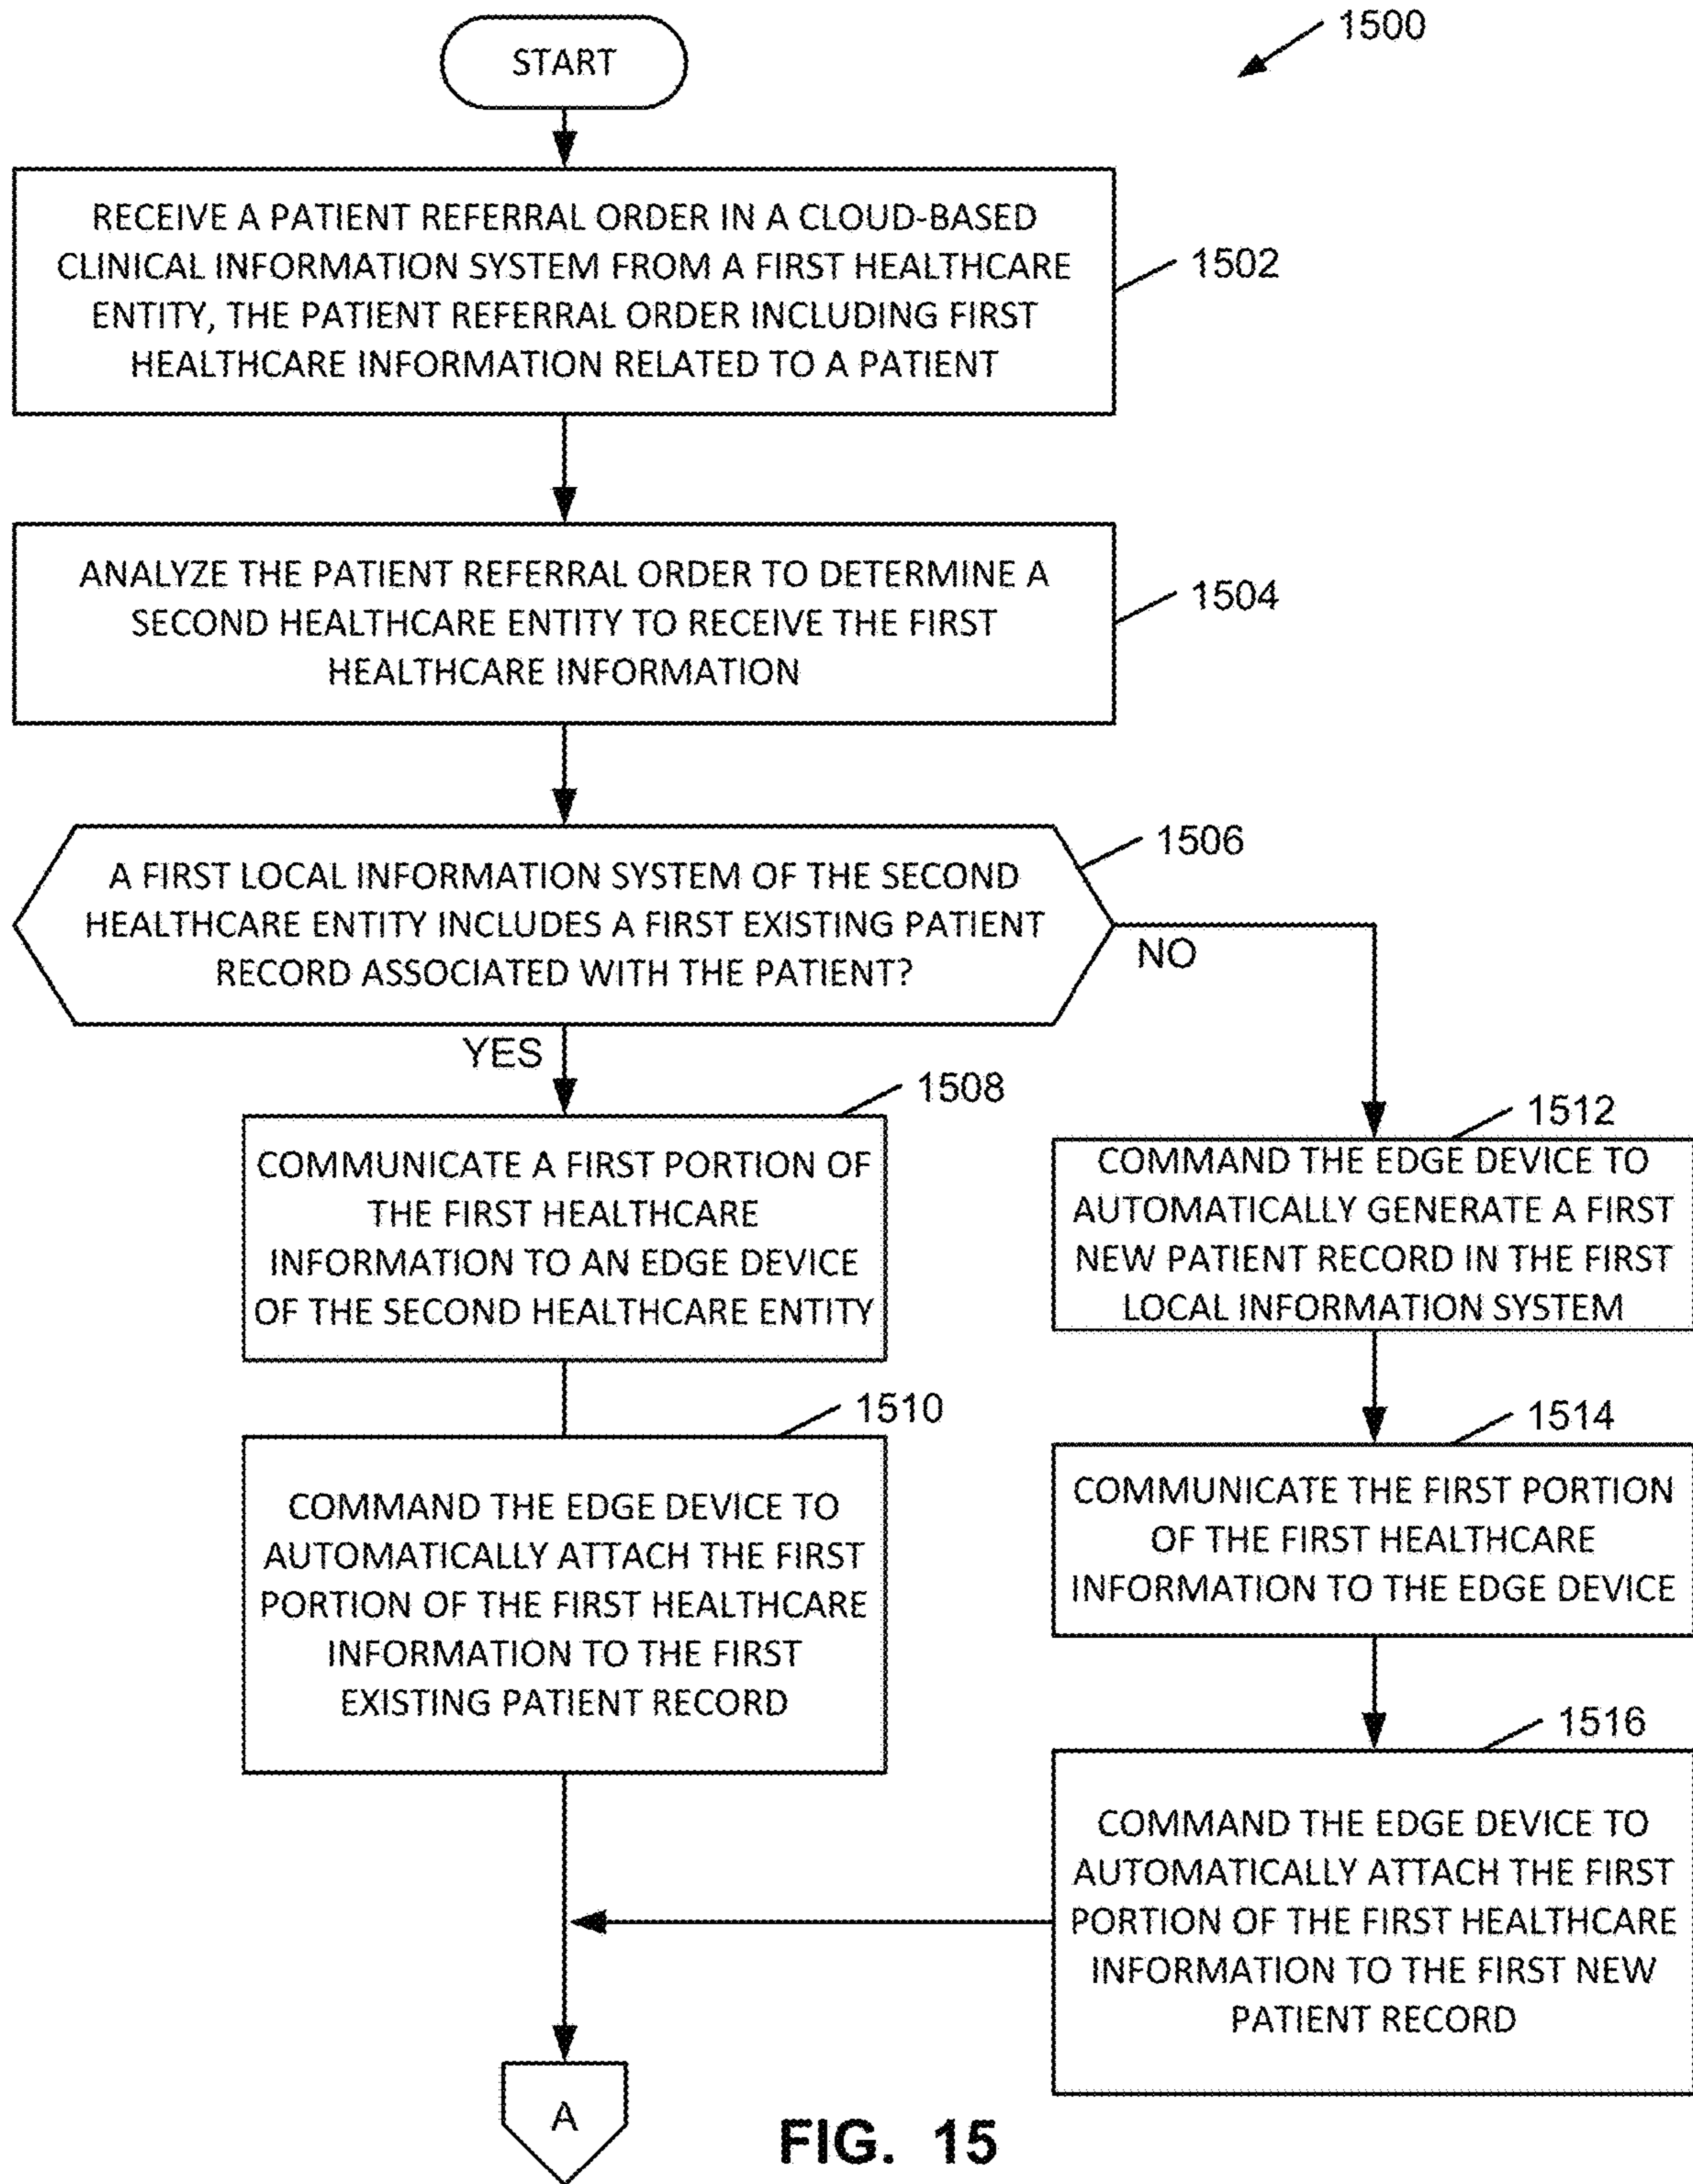 1500
START
RECEIVE A PATIENT REFERRAL ORDER IN A CLOUD-BASED
CLINICAL INFORMATION SYSTEM FROM A FIRST HEALTHCARE
ENTITY, THE PATIENT REFERRAL ORDER INCLUDING FIRST
HEALTHCARE INFORMATION RELATED TO A PATIENT
1502
ANALYZE THE PATIENT REFERRAL ORDER TO DETERMINE A
SECOND HEALTHCARE ENTITY TO RECEIVE THE FIRST
HEALTHCARE INFORMATION
1504
A FIRST LOCAL INFORMATION SYSTEM OF THE SECOND
HEALTHCARE ENTITY INCLUDES A FIRST EXISTING PATIENT
RECORD ASSOCIATED WITH THE PATIENT?
1506
NO
YES
1508
COMMUNICATE A FIRST PORTION OF
THE FIRST HEALTHCARE
INFORMATION TO AN EDGE DEVICE
OF THE SECOND HEALTHCARE ENTITY
1510
COMMAND THE EDGE DEVICE TO
AUTOMATICALLY ATTACH THE FIRST
PORTION OF THE FIRST HEALTHCARE
INFORMATION TO THE FIRST
EXISTING PATIENT RECORD
1512
COMMAND THE EDGE DEVICE TO
AUTOMATICALLY GENERATE A FIRST
NEW PATIENT RECORD IN THE FIRST
LOCAL INFORMATION SYSTEM
1514
COMMUNICATE THE FIRST PORTION
OF THE FIRST HEALTHCARE
INFORMATION TO THE EDGE DEVICE
1516
COMMAND THE EDGE DEVICE TO
AUTOMATICALLY ATTACH THE FIRST
PORTION OF THE FIRST HEALTHCARE
INFORMATION TO THE FIRST NEW
PATIENT RECORD
A
FIG. 15